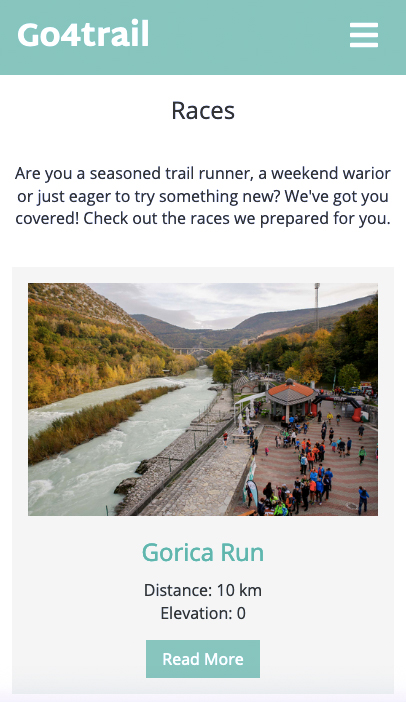 Go4trail
Races
Are you a seasoned trail runner, a weekend warior
or just eager to try something new? We've got you
covered! Check out the races we prepared for you.
Gorica Run
Distance: 10 km
Elevation: 0
Read More